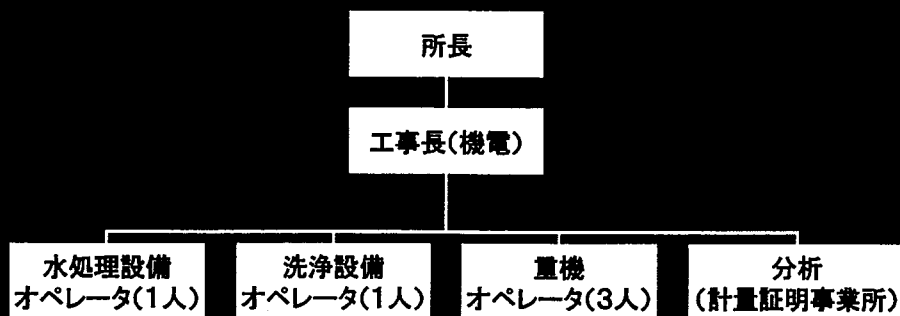 所長
工事長(機電)
水処理設備
オペレータ(1人)
洗浄設備
オペレータ(1人)
重機
オペレータ(3人)
分析
(計量証明事業所)